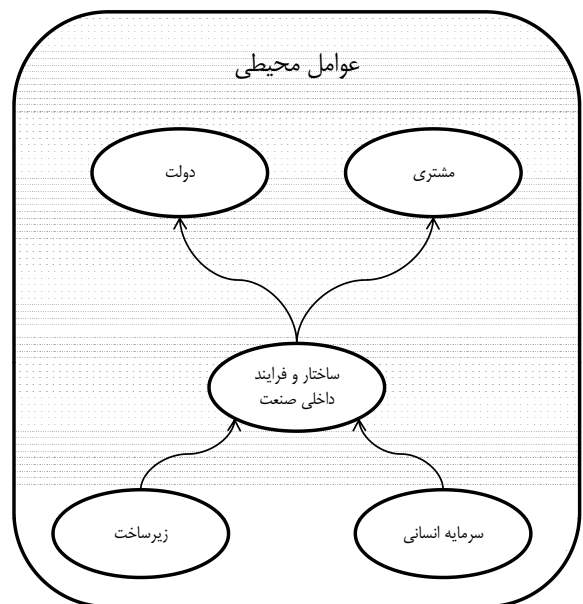 عوامل محیطی
مشتری
دولت
ساختار و فرایند
داخلی صنعت
سرمایه انسانی
زیرساخت